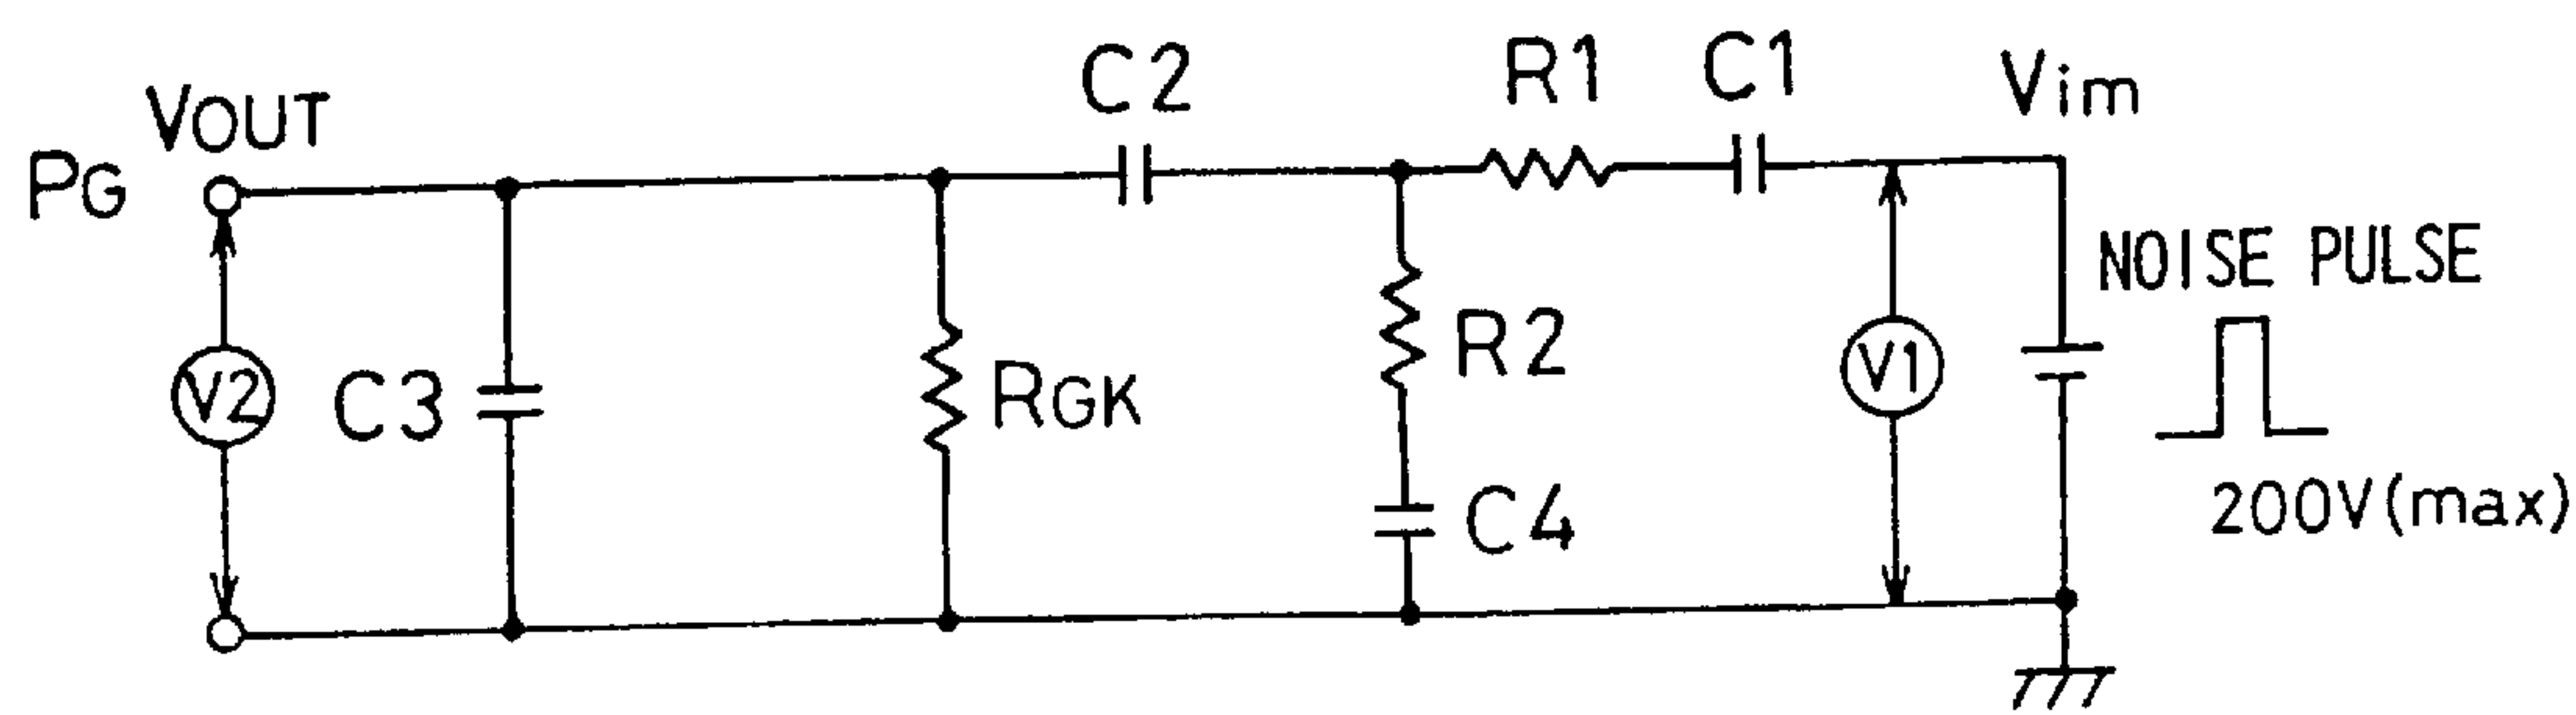 PG VOUT
C2
R1
C1
Vim
V2
C3
RGK
R2
C4
V1
NOISE PULSE
200V(max)